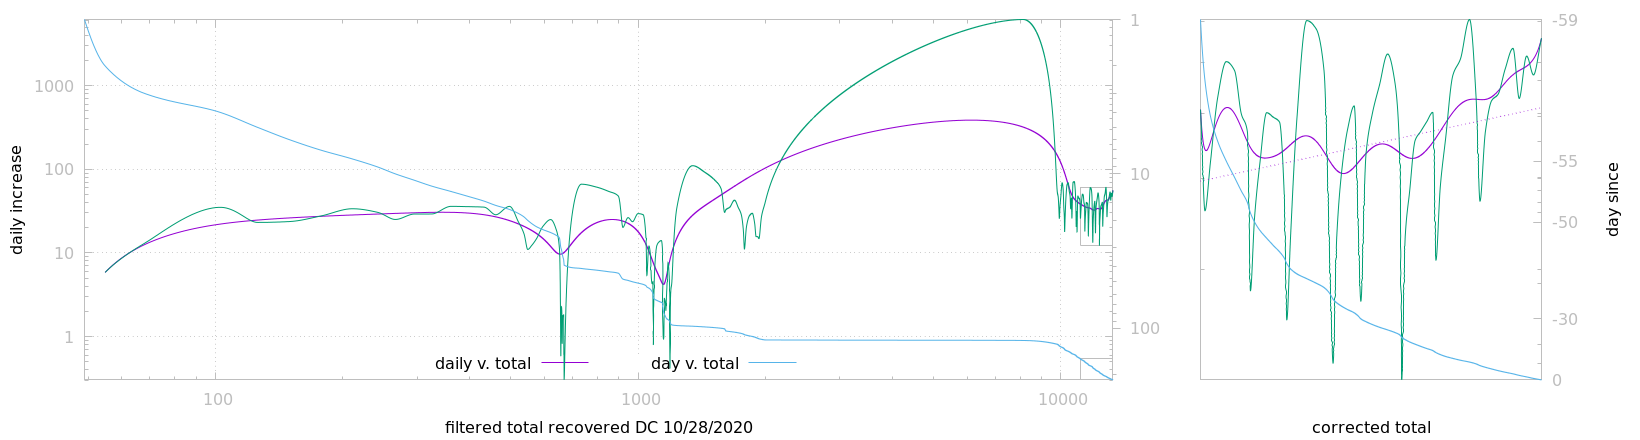 daily increase
1000
100
10
1
100
1000
10000
1
10
100
daily v. total
day v. total
filtered total recovered DC 10/28/2020
-59
-55
-50
-30
0
day since
corrected total